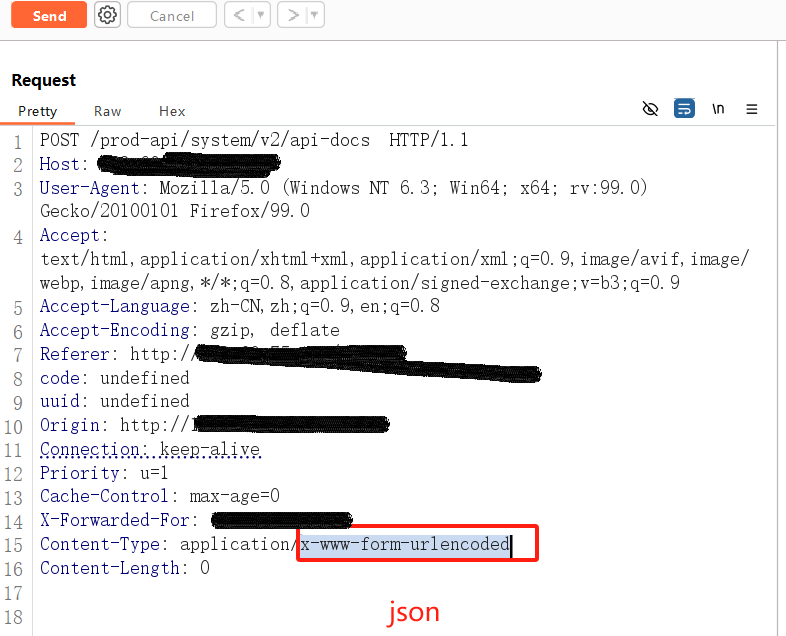 Send Cancel < >
Request
Pretty Raw Hex \n
1 POST /prod-api/system/v2/api-docs HTTP/1.1
2 Host:
3 User-Agent: Mozilla/5.0 (Windows NT 6.3; Win64; x64; rv:99.0)
Gecko/20100101 Firefox/99.0
4 Accept:
text/html,application/xhtml+xml,application/xml;q=0.9,image/avif,image/
webp,image/apng,*/*;q=0.8,application/signed-exchange;v=b3;q=0.9
5 Accept-Language: zh-CN,zh;q=0.9,en;q=0.8
6 Accept-Encoding: gzip, deflate
7 Referer: http://
8 code: undefined
9 uuid: undefined
10 Origin: http://1
11 Connection: keep-alive
12 Priority: u=1
13 Cache-Control: max-age=0
14 X-Forwarded-For:
15 Content-Type: application/x-www-form-urlencoded
16 Content-Length: 0
17
18
json